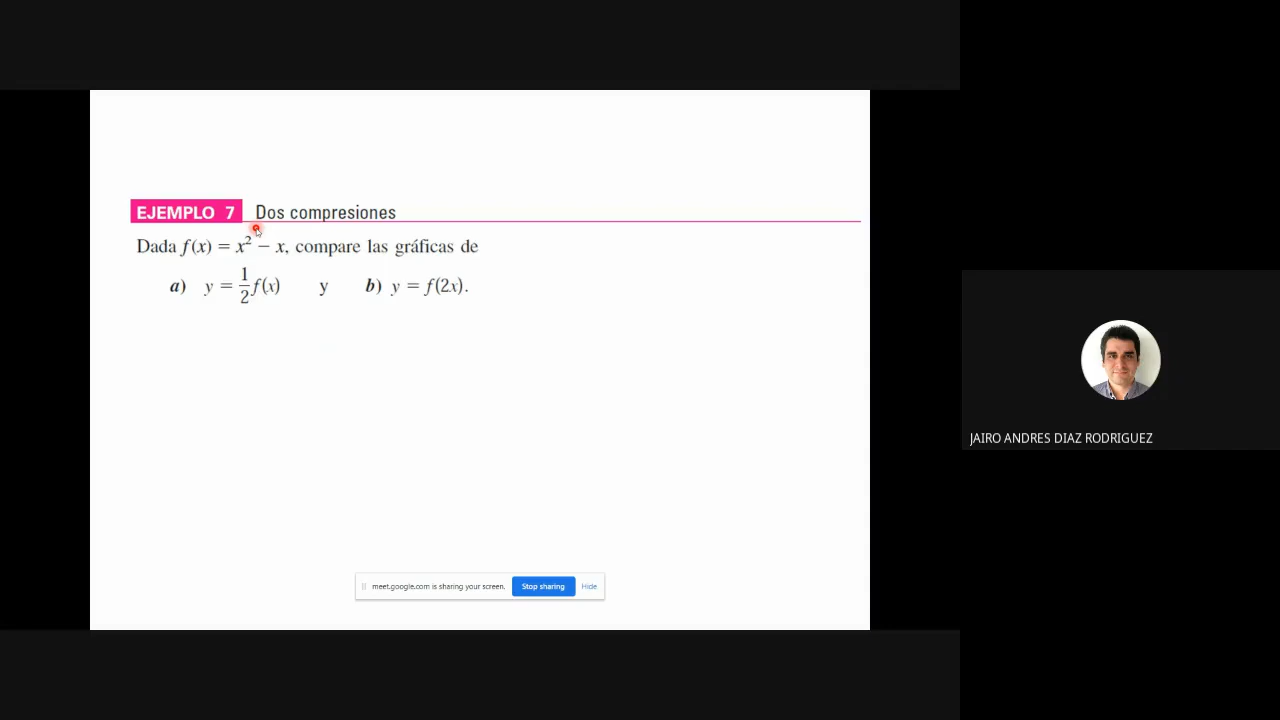 EJEMPLO 7 Dos compresiones
Dada f(x) = x² − x, compare las gráficas de
a) y = 1/2 f(x) y b) y = f(2x).
JAIRO ANDRES DIAZ RODRIGUEZ
meet.google.com is sharing your screen. Stop sharing Hide